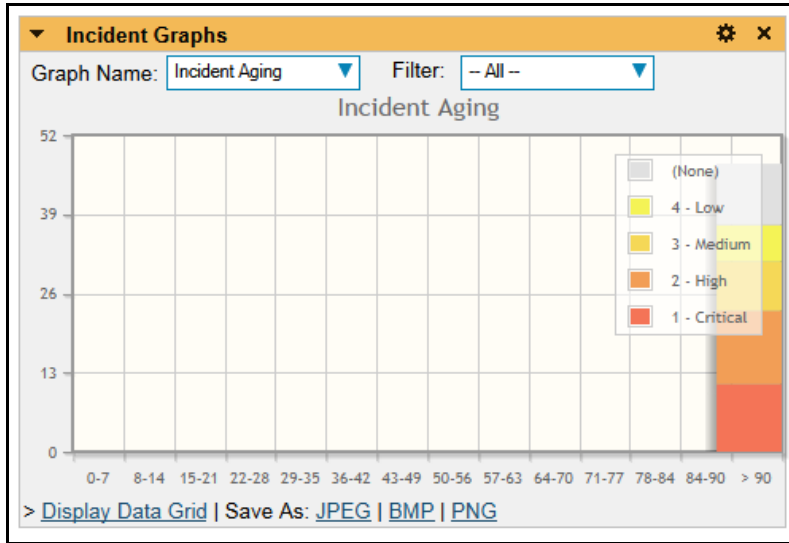 Incident Graphs
Graph Name: Incident Aging Filter: -- All --
Incident Aging
52
39
26
13
0
(None)
4 - Low
3 - Medium
2 - High
1 - Critical
0-7 8-14 15-21 22-28 29-35 36-42 43-49 50-56 57-63 64-70 71-77 78-84 84-90 > 90
> Display Data Grid | Save As: JPEG | BMP | PNG